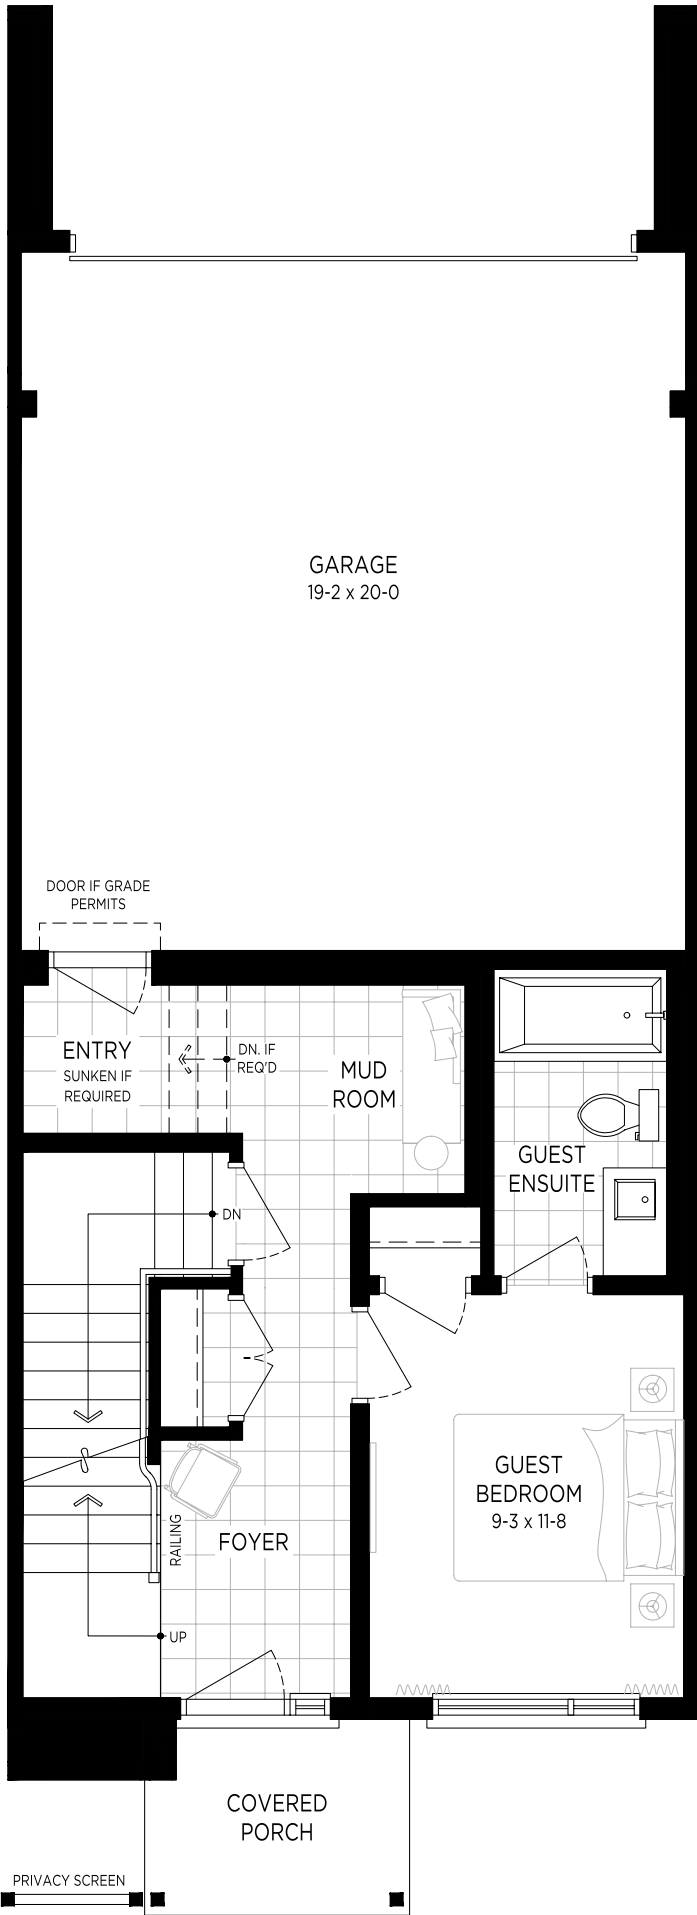 GARAGE
19-2 x 20-0
DOOR IF GRADE
PERMITS
ENTRY
SUNKEN IF
REQUIRED
DN. IF
REQ'D
MUD
ROOM
GUEST
ENSUITE
DN
GUEST
BEDROOM
9-3 x 11-8
RAILING
FOYER
UP
COVERED
PORCH
PRIVACY SCREEN